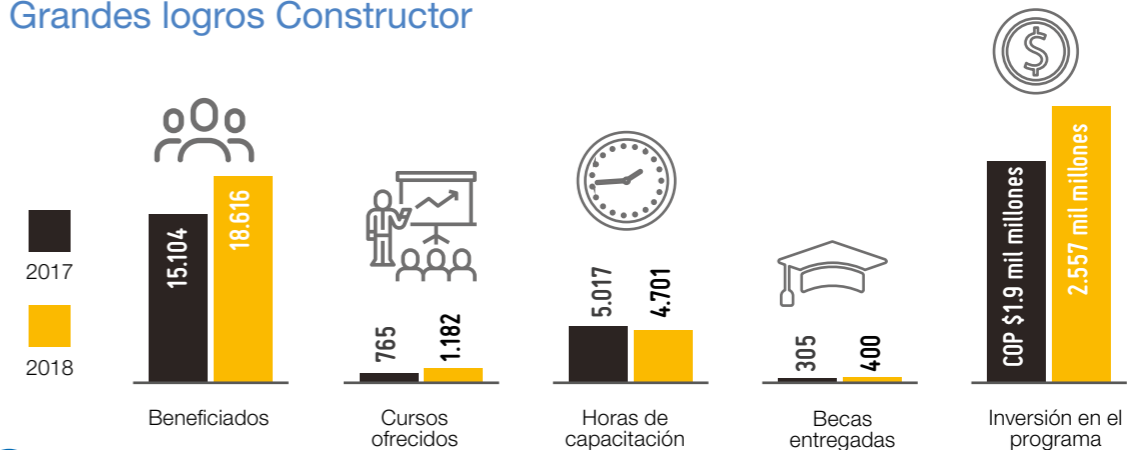 Grandes logros Constructor
2017
2018
15.104
18.616
Beneficiados
765
1.182
Cursos
ofrecidos
5.017
4.701
Horas de
capacitación
305
400
Becas
entregadas
$
COP $1.9 mil millones
2.557 mil millones
Inversión en el
programa